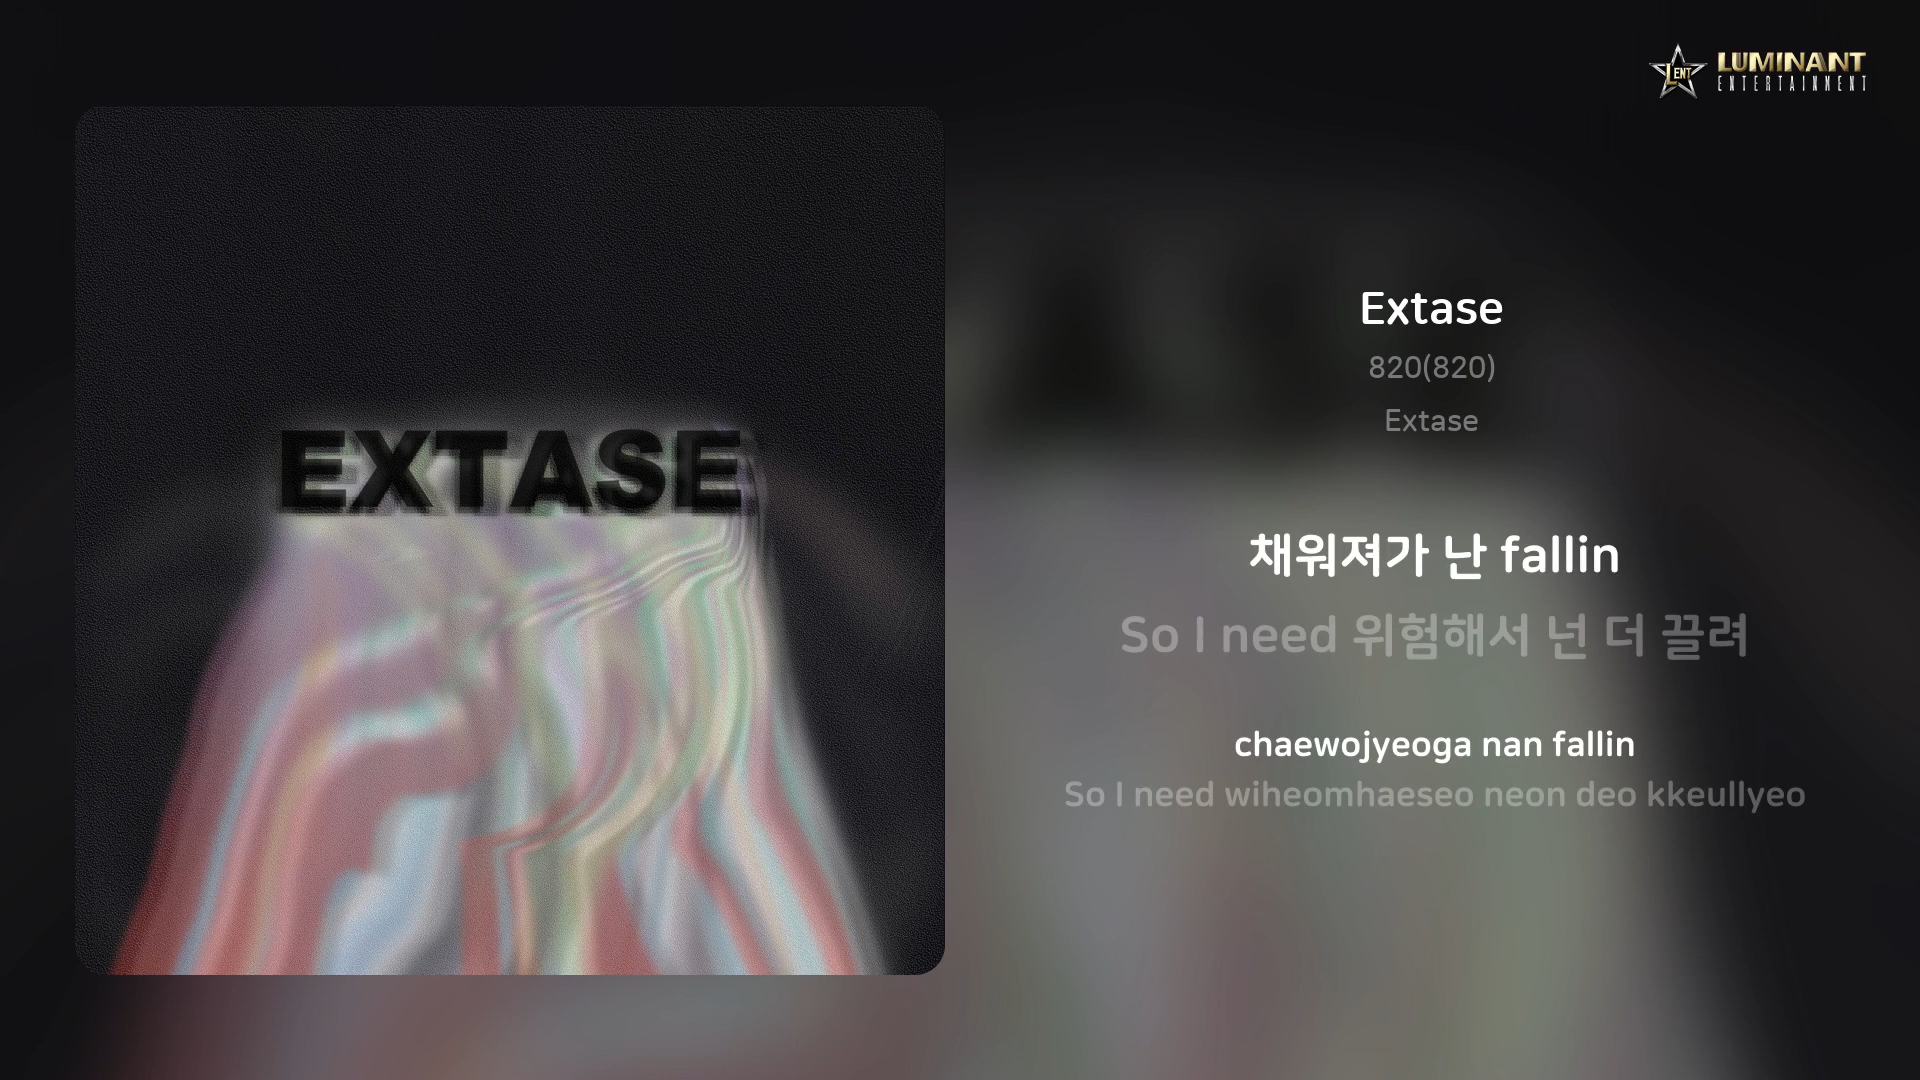 LENT
LUMINANT
ENTERTAINMENT
EXTASE
Extase
820(820)
Extase
채워져가 난 fallin
So I need 위험해서 넌 더 끌려
chaewojyeoga nan fallin
So I need wiheomhaeseo neon deo kkeullyeo